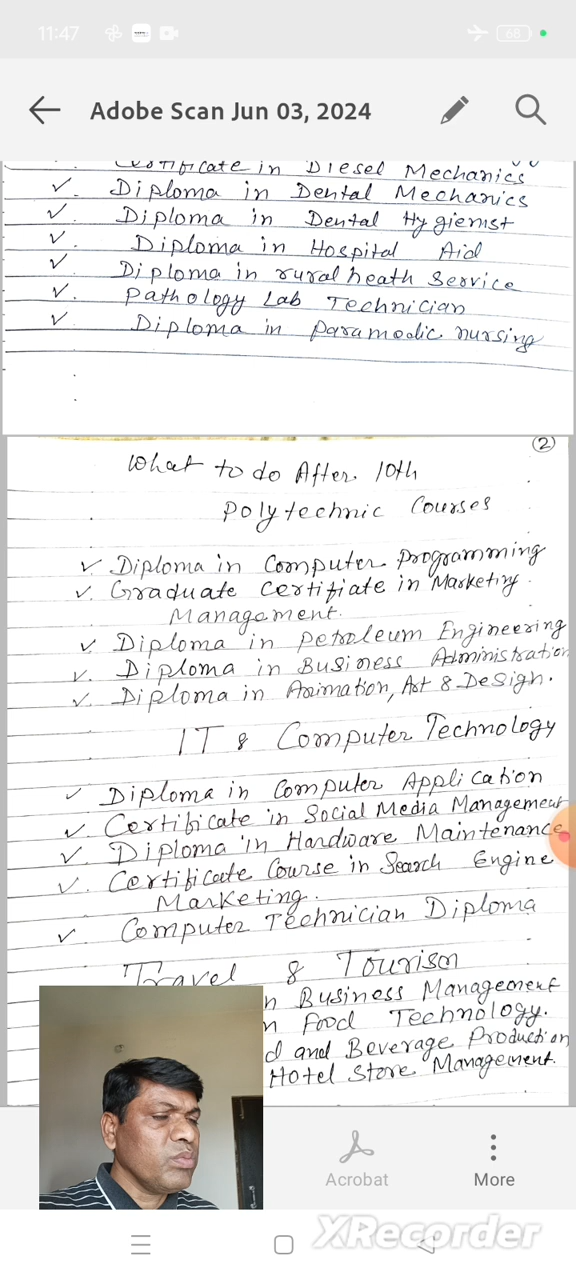 11:47
68
Adobe Scan Jun 03, 2024
Certificate in Diesel Mechanics
Diploma in Dental Mechanics
Diploma in Dental Hygienist
Diploma in Hospital Aid
Diploma in rural heath Service
Pathology Lab Technician
Diploma in paramedic nursing
2
What to do After 10th
Polytechnic Courses
Diploma in Computer Programming
Graduate Certifiate in Marketing
Management.
Diploma in Petroleum Engineering
Diploma in Business Administration
Diploma in Animation, Art & Design.
IT & Computer Technology
Diploma in Computer Application
Certificate in Social Media Management
Diploma in Hardware Maintenance
Certificate Course in Search Engine
Marketing.
Computer Technician Diploma
Travel & Tourism
n Business Management
n Food Technology.
d and Beverage Production
Hotel Store Management.
Acrobat
More
XRecorder